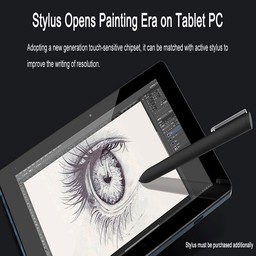 Stylus Opens Painting Era on Tablet PC
Adopting a new generation touch-sensitive chipset, it can be matched with active stylus to
improve the writing of resolution.
Stylus must be purchased additionally